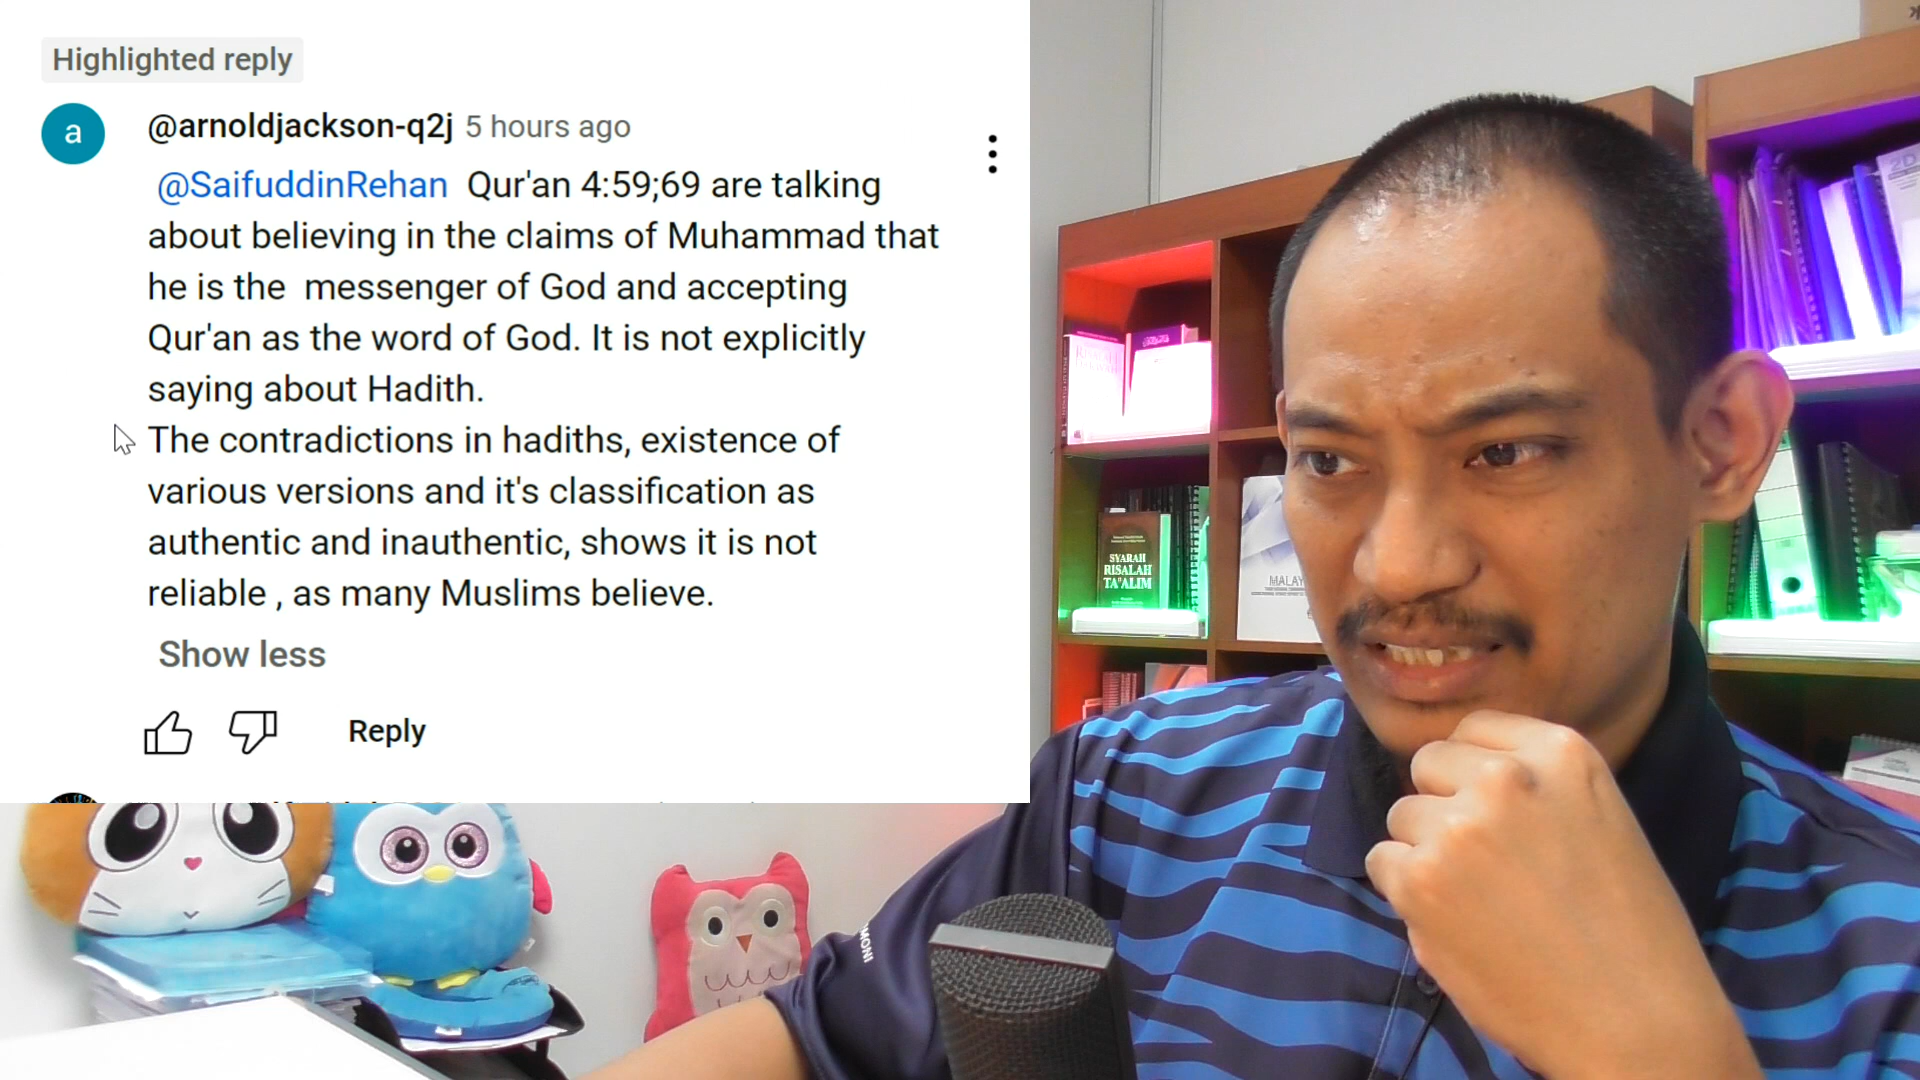 Highlighted reply
a
@arnoldjackson-q2j 5 hours ago
@SaifuddinRehan Qur'an 4:59;69 are talking
about believing in the claims of Muhammad that
he is the messenger of God and accepting
Qur'an as the word of God. It is not explicitly
saying about Hadith.
The contradictions in hadiths, existence of
various versions and it's classification as
authentic and inauthentic, shows it is not
reliable , as many Muslims believe.
Show less
Reply
SYARAH
RISALAH
TA'ALIM
MALAY
2D
IMONI